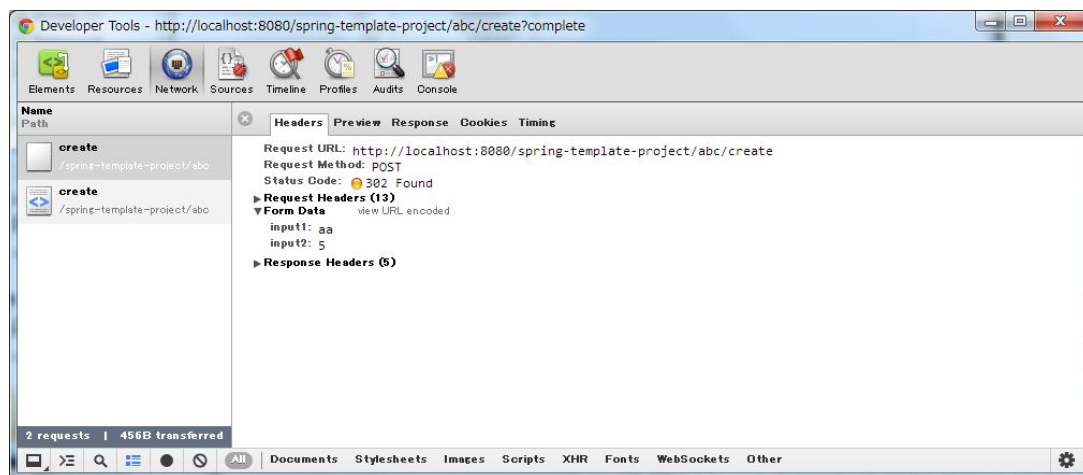 Developer Tools - http://localhost:8080/spring-template-project/abc/create?complete
Elements Resources Network Sources Timeline Profiles Audits Console
Name
Path
create
/spring-template-project/abc
create
/spring-template-project/abc
Headers Preview Response Cookies Timing
Request URL: http://localhost:8080/spring-template-project/abc/create
Request Method: POST
Status Code: 302 Found
Request Headers (13)
Form Data view URL encoded
input1: aa
input2: 5
Response Headers (5)
2 requests | 456B transferred
All Documents Stylesheets Images Scripts XHR Fonts WebSockets Other